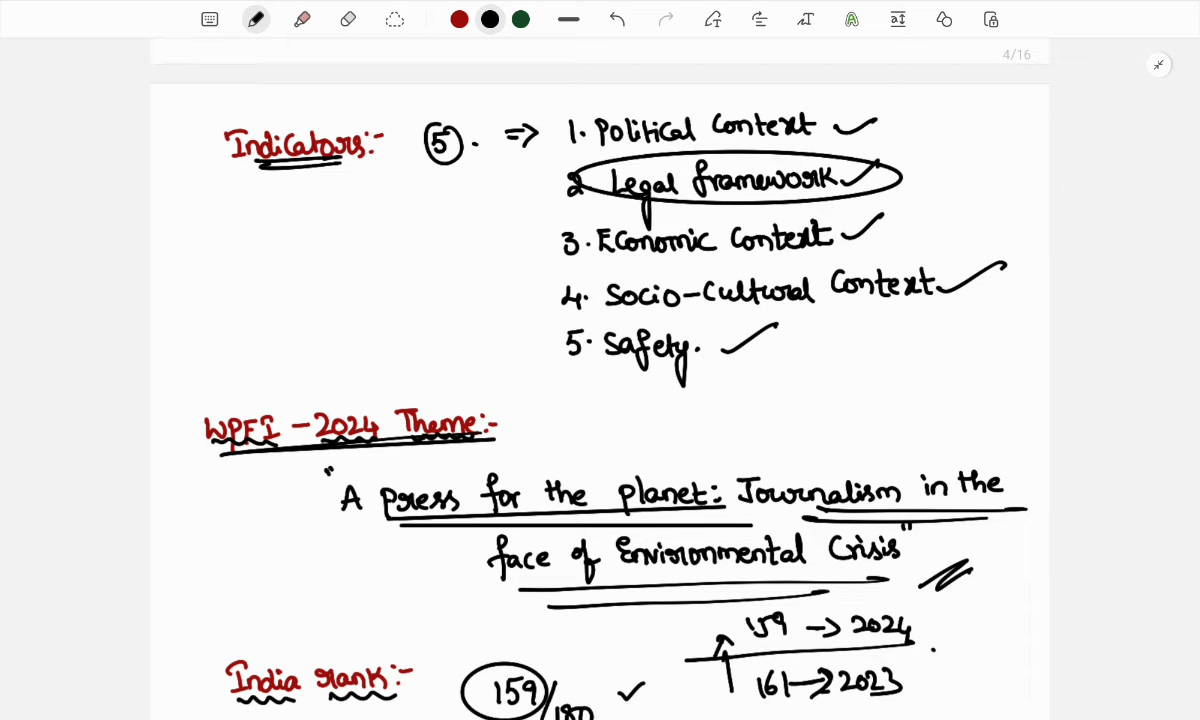 4/16
Indicators:- 5. => 1. Political Context
2 Legal framework
3. Economic Context
4. Socio-Cultural Context
5. Safety.
WPFI - 2024 Theme:-
"A press for the planet: Journalism in the
face of Environmental Crisis"
159 -> 2024
India rank:- 159/180
161 -> 2023